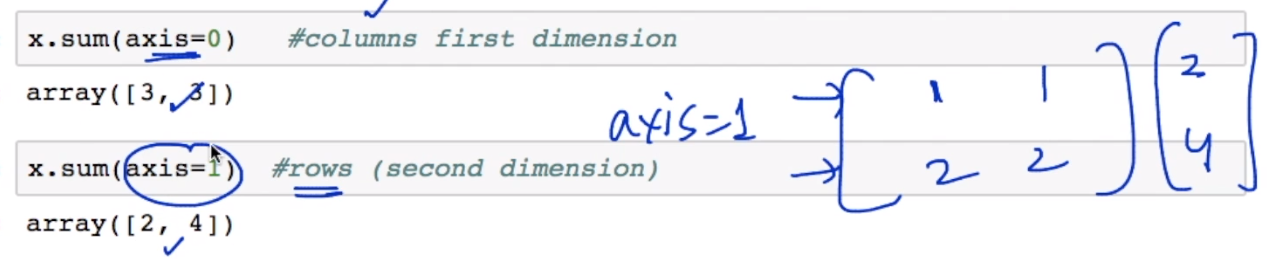 x.sum(axis=0) #columns first dimension
array([3, 3])
axis=1
1 1
2 2
2
4
x.sum(axis=1) #rows (second dimension)
array([2, 4])